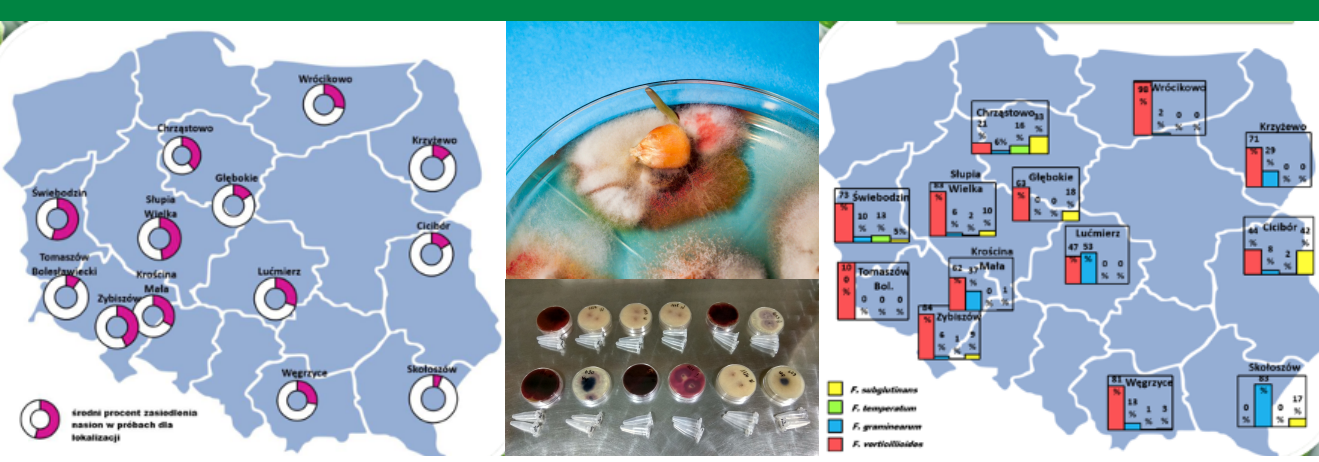 Wrócikowo
Chrząstowo
Krzyżewo
Głębokie
Świebodzin
Słupia
Wielka
Cicibór
Tomaszów
Bolesławiecki
Krościna
Mała
Lućmierz
Zybiszów
Węgrzyce
Skołoszów
średni procent zasiedlenia
nasion w próbach dla
lokalizacji
Wrócikowo
98
%
2
%
0
%
0
%
Chrząstowo
21
%
6%
16
%
33
%
Krzyżewo
71
%
29
%
0
%
0
%
Głębokie
63
%
0
%
0
%
18
%
Słupia
Wielka
%
6
%
2
%
10
%
Świebodzin
73
%
10
%
13
%
5%
Cicibór
44
%
8
%
2
%
42
%
Lućmierz
47
%
53
%
0
%
0
%
Krościna
Mała
62
%
37
%
0
%
1
%
Tomaszów
Bol.
10
0
%
0
%
0
%
0
%
Zybiszów
84
%
6
%
1
%
9
%
Węgrzyce
81
%
13
%
1
%
3
%
Skołoszów
0
%
83
%
0
%
17
%
F. subglutinans
F. temperatum
F. graminearum
F. verticillioides